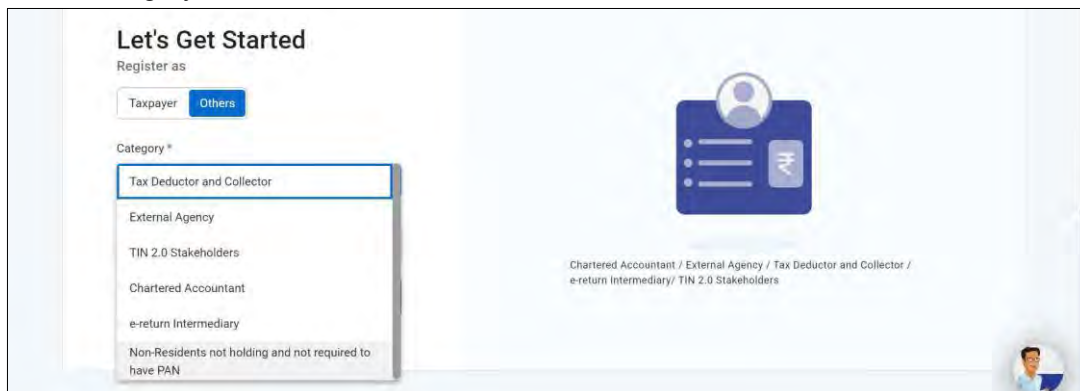 Let's Get Started
Register as
Taxpayer Others
Category *
Tax Deductor and Collector
External Agency
TIN 2.0 Stakeholders
Chartered Accountant
e-return Intermediary
Non-Residents not holding and not required to
have PAN
₹
Chartered Accountant / External Agency / Tax Deductor and Collector /
e-return Intermediary/ TIN 2.0 Stakeholders